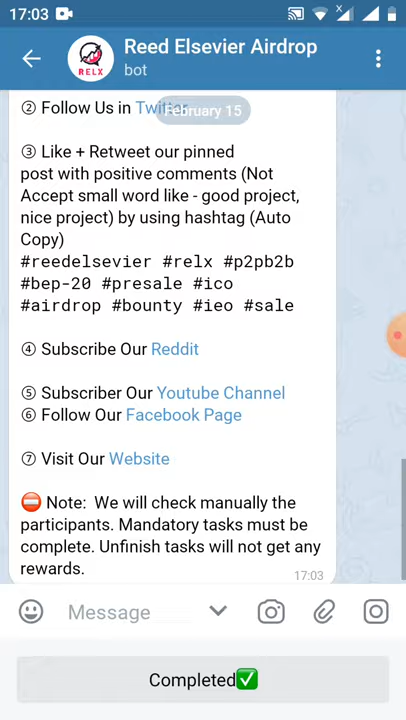 17:03
Reed Elsevier Airdrop
RELX
bot
② Follow Us in Twitter
February 15
③ Like + Retweet our pinned
post with positive comments (Not
Accept small word like - good project,
nice project) by using hashtag (Auto
Copy)
#reedelsevier #relx #p2pb2b
#bep-20 #presale #ico
#airdrop #bounty #ieo #sale
④ Subscribe Our Reddit
⑤ Subscriber Our Youtube Channel
⑥ Follow Our Facebook Page
⑦ Visit Our Website
⛔ Note: We will check manually the
participants. Mandatory tasks must be
complete. Unfinish tasks will not get any
rewards.
17:03
Message
Completed✅